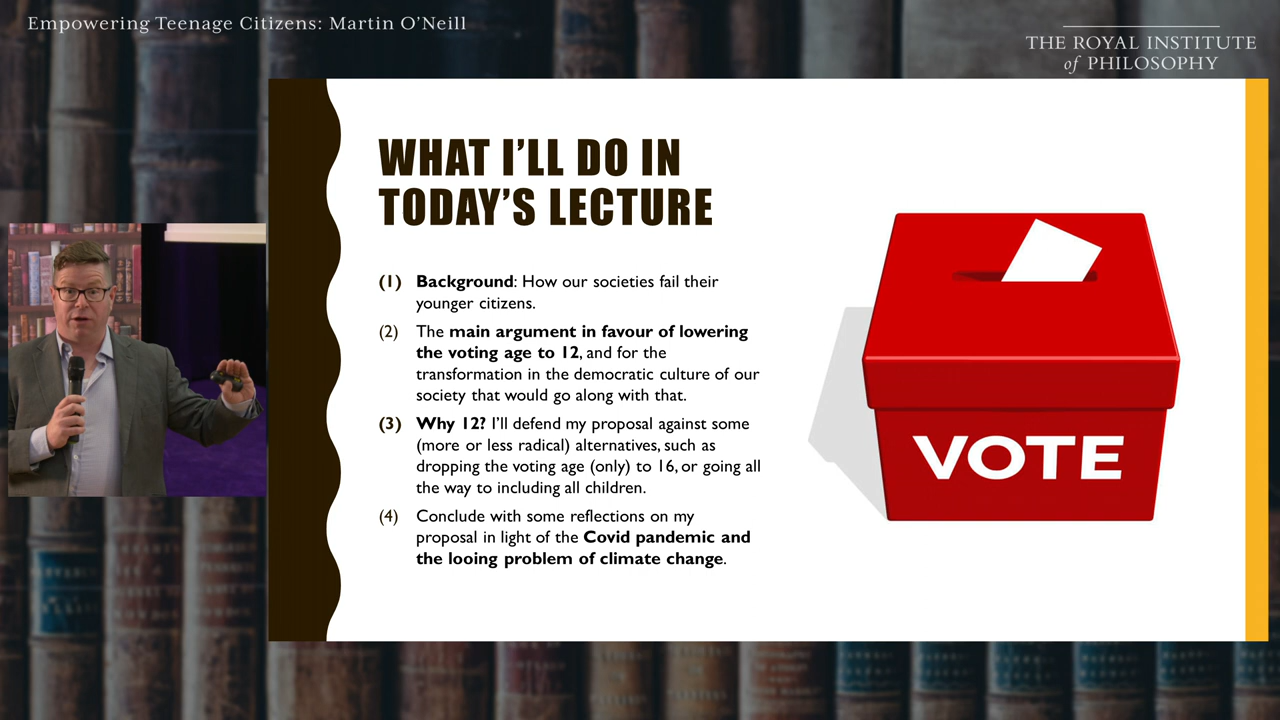 Empowering Teenage Citizens: Martin O’Neill
THE ROYAL INSTITUTE
of PHILOSOPHY
WHAT I’LL DO IN
TODAY’S LECTURE
(1) Background: How our societies fail their
younger citizens.
(2) The main argument in favour of lowering
the voting age to 12, and for the
transformation in the democratic culture of our
society that would go along with that.
(3) Why 12? I’ll defend my proposal against some
(more or less radical) alternatives, such as
dropping the voting age (only) to 16, or going all
the way to including all children.
(4) Conclude with some reflections on my
proposal in light of the Covid pandemic and
the looing problem of climate change.
VOTE